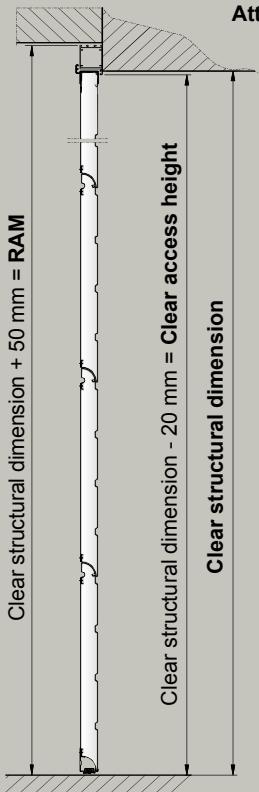 Att
Clear structural dimension + 50 mm = RAM
Clear structural dimension - 20 mm = Clear access height
Clear structural dimension